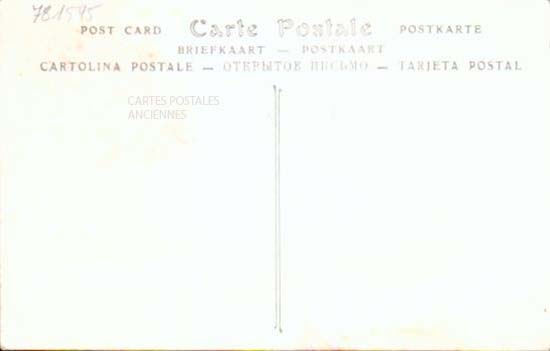 781595
POST CARD Carte Postale POSTKARTE
BRIEFKAART — POSTKAART
CARTOLINA POSTALE — ОТКРЫТОЕ ПИСЬМО — TARJETA POSTAL
CARTES POSTALES
ANCIENNES